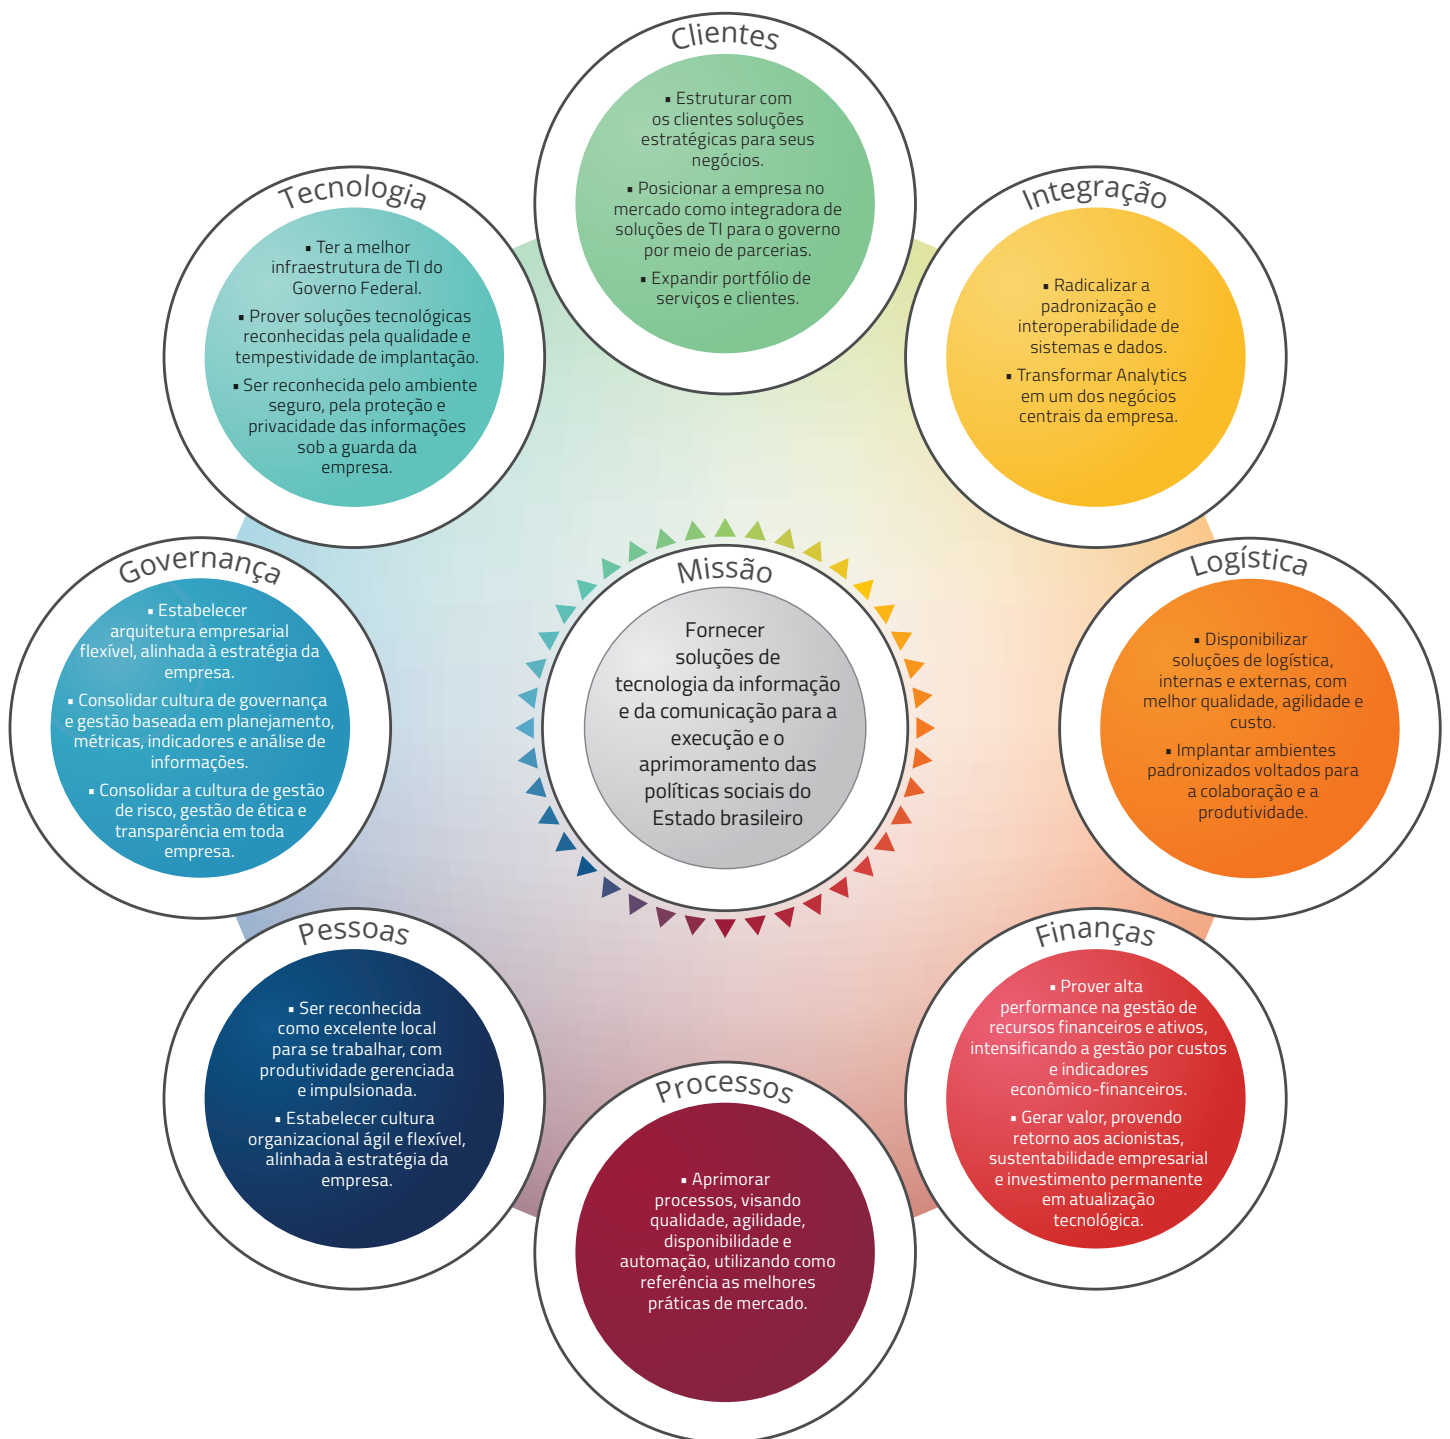 Clientes
▪ Estruturar com
os clientes soluções
estratégicas para seus
negócios.
▪ Posicionar a empresa no
mercado como integradora de
soluções de TI para o governo
por meio de parcerias.
▪ Expandir portfólio de
serviços e clientes.
Integração
▪ Radicalizar a
padronização e
interoperabilidade de
sistemas e dados.
▪ Transformar Analytics
em um dos negócios
centrais da empresa.
Logística
▪ Disponibilizar
soluções de logística,
internas e externas, com
melhor qualidade, agilidade e
custo.
▪ Implantar ambientes
padronizados voltados para
a colaboração e a
produtividade.
Finanças
▪ Prover alta
performance na gestão de
recursos financeiros e ativos,
intensificando a gestão por custos
e indicadores
econômico-financeiros.
▪ Gerar valor, provendo
retorno aos acionistas,
sustentabilidade empresarial
e investimento permanente
em atualização
tecnológica.
Processos
▪ Aprimorar
processos, visando
qualidade, agilidade,
disponibilidade e
automação, utilizando como
referência as melhores
práticas de mercado.
Pessoas
▪ Ser reconhecida
como excelente local
para se trabalhar, com
produtividade gerenciada
e impulsionada.
▪ Estabelecer cultura
organizacional ágil e flexível,
alinhada à estratégia da
empresa.
Governança
▪ Estabelecer
arquitetura empresarial
flexível, alinhada à estratégia da
empresa.
▪ Consolidar cultura de governança
e gestão baseada em planejamento,
métricas, indicadores e análise de
informações.
▪ Consolidar a cultura de gestão
de risco, gestão de ética e
transparência em toda
empresa.
Tecnologia
▪ Ter a melhor
infraestrutura de TI do
Governo Federal.
▪ Prover soluções tecnológicas
reconhecidas pela qualidade e
tempestividade de implantação.
▪ Ser reconhecida pelo ambiente
seguro, pela proteção e
privacidade das informações
sob a guarda da
empresa.
Missão
Fornecer
soluções de
tecnologia da informação
e da comunicação para a
execução e o
aprimoramento das
políticas sociais do
Estado brasileiro